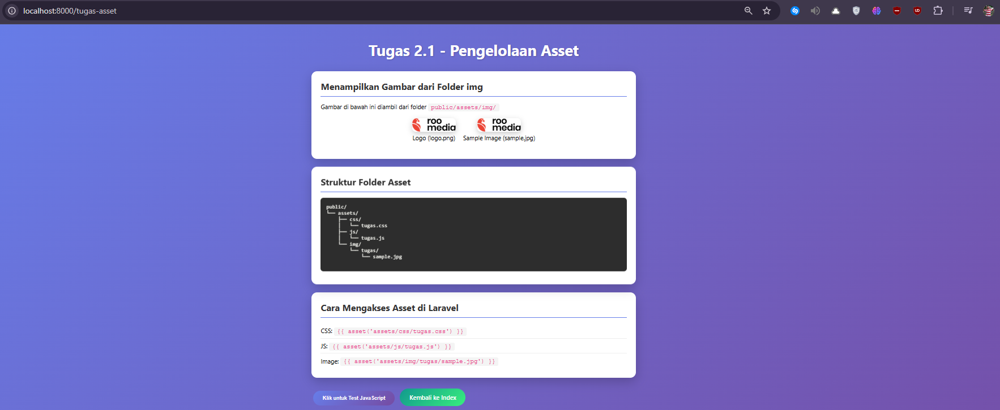 localhost:8000/tugas-asset
Tugas 2.1 - Pengelolaan Asset
Menampilkan Gambar dari Folder img
Gambar di bawah ini diambil dari folder public/assets/img/
roo media
Logo (logo.png)
roo media
Sample Image (sample.jpg)
Struktur Folder Asset
public/
└── assets/
    ├── css/
    │   └── tugas.css
    ├── js/
    │   └── tugas.js
    └── img/
        └── tugas/
            └── sample.jpg
Cara Mengakses Asset di Laravel
CSS: {{ asset('assets/css/tugas.css') }}
JS: {{ asset('assets/js/tugas.js') }}
Image: {{ asset('assets/img/tugas/sample.jpg') }}
Klik untuk Test JavaScript
Kembali ke Index